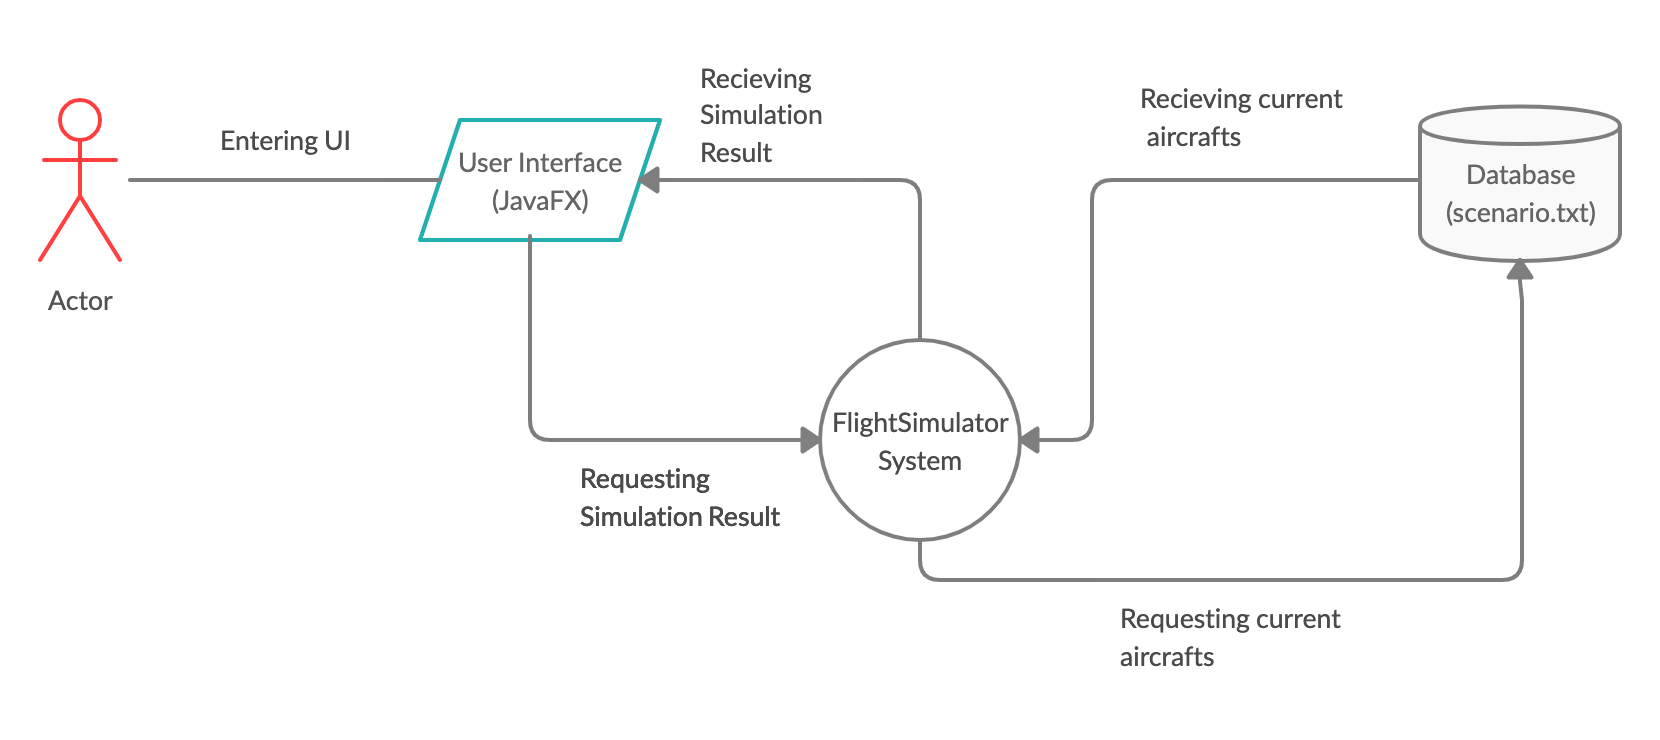 Recieving
Simulation
Result
Recieving current
aircrafts
Entering UI
User Interface
(JavaFX)
Database
(scenario.txt)
Actor
FlightSimulator
System
Requesting
Simulation Result
Requesting current
aircrafts